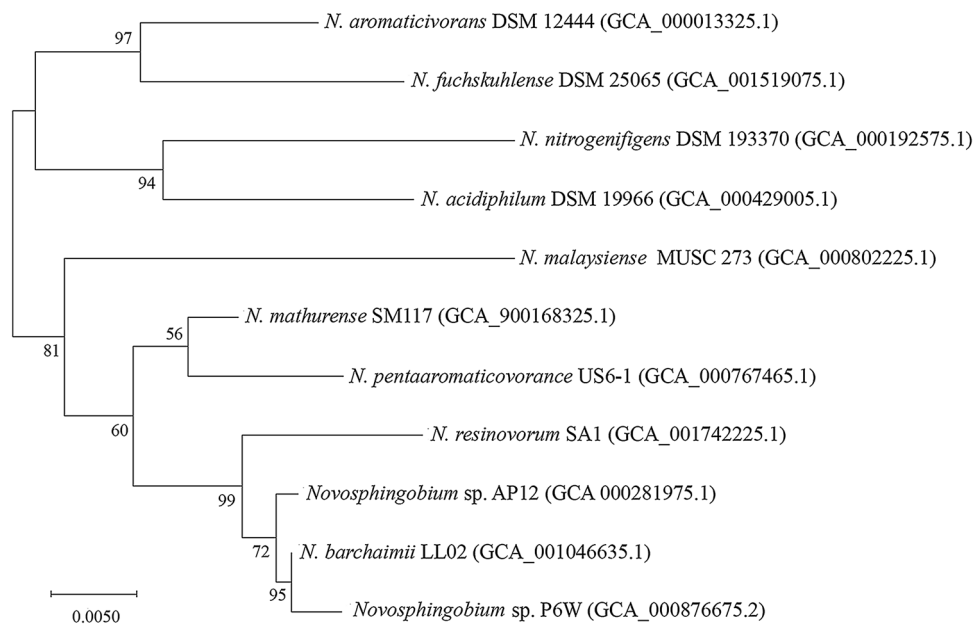 N. aromaticivorans DSM 12444 (GCA_000013325.1)
97
N. fuchskuhlense DSM 25065 (GCA_001519075.1)
N. nitrogenifigens DSM 193370 (GCA_000192575.1)
94
N. acidiphilum DSM 19966 (GCA_000429005.1)
N. malaysiense MUSC 273 (GCA_000802225.1)
N. mathurense SM117 (GCA_900168325.1)
56
81
N. pentaaromaticovorance US6-1 (GCA_000767465.1)
60
N. resinovorum SA1 (GCA_001742225.1)
99
Novosphingobium sp. AP12 (GCA 000281975.1)
72
N. barchaimii LL02 (GCA_001046635.1)
95
Novosphingobium sp. P6W (GCA_000876675.2)
0.0050